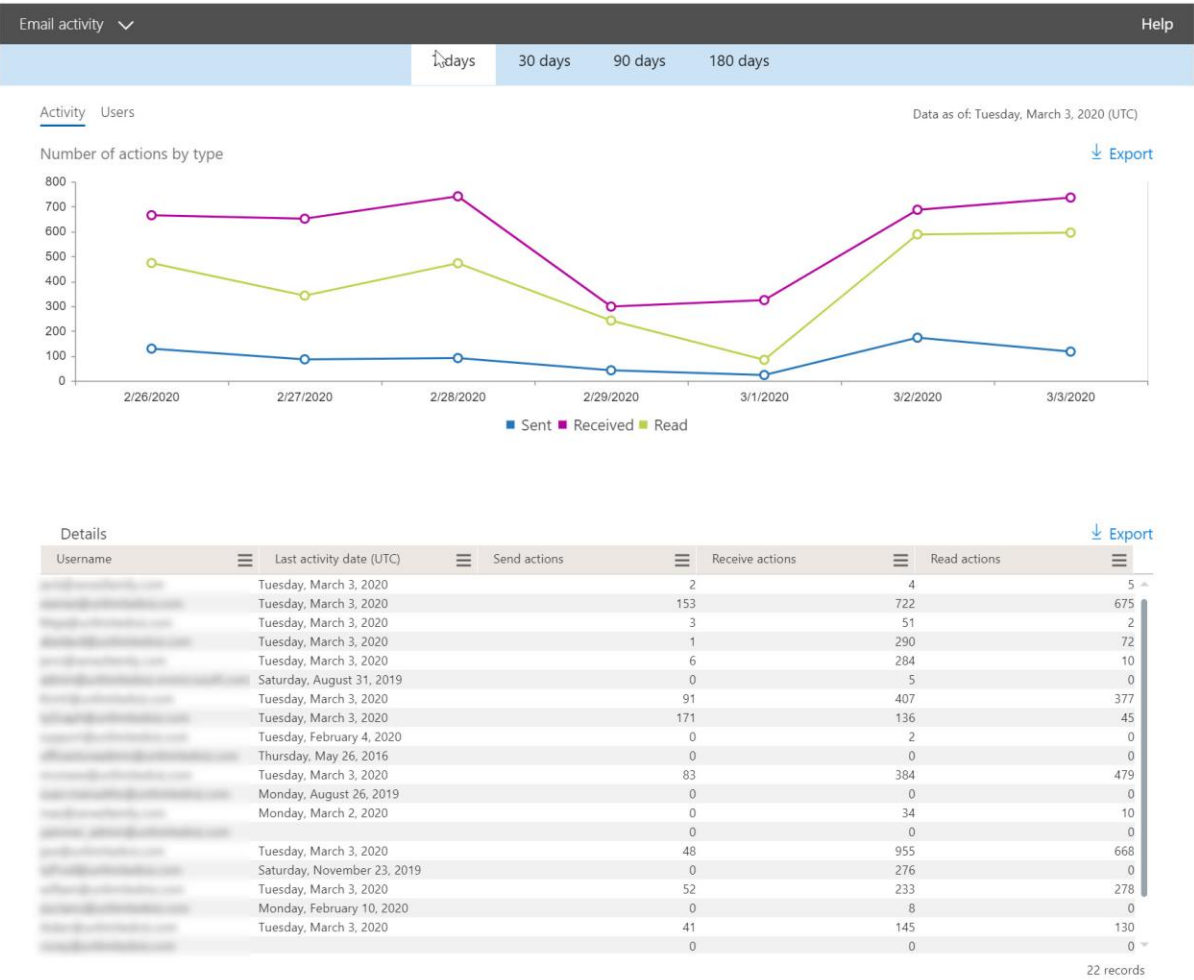 Email activity Help
days 30 days 90 days 180 days
Activity Users Data as of: Tuesday, March 3, 2020 (UTC)
Number of actions by type Export
800
700
600
500
400
300
200
100
0
2/26/2020 2/27/2020 2/28/2020 2/29/2020 3/1/2020 3/2/2020 3/3/2020
Sent Received Read
Details Export
Username Last activity date (UTC) Send actions Receive actions Read actions
Tuesday, March 3, 2020 2 4 5
Tuesday, March 3, 2020 153 722 675
Tuesday, March 3, 2020 3 51 2
Tuesday, March 3, 2020 1 290 72
Tuesday, March 3, 2020 6 284 10
Saturday, August 31, 2019 0 5 0
Tuesday, March 3, 2020 91 407 377
Tuesday, March 3, 2020 171 136 45
Tuesday, February 4, 2020 0 2 0
Thursday, May 26, 2016 0 0 0
Tuesday, March 3, 2020 83 384 479
Monday, August 26, 2019 0 0 0
Monday, March 2, 2020 0 34 10
0 0 0
Tuesday, March 3, 2020 48 955 668
Saturday, November 23, 2019 0 276 0
Tuesday, March 3, 2020 52 233 278
Monday, February 10, 2020 0 8 0
Tuesday, March 3, 2020 41 145 130
0 0 0
22 records